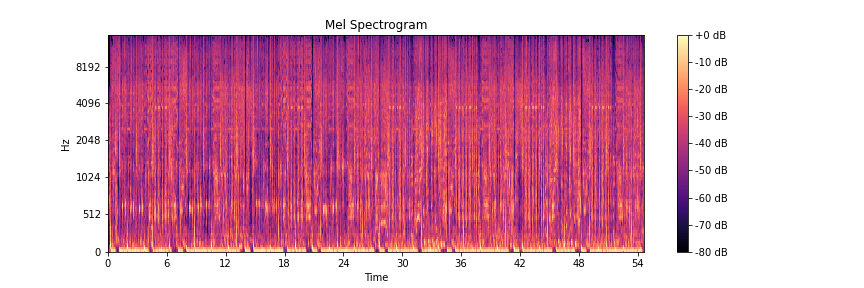 Mel Spectrogram
8192
4096
2048
1024
512
0
Hz
0 6 12 18 24 30 36 42 48 54
Time
+0 dB
-10 dB
-20 dB
-30 dB
-40 dB
-50 dB
-60 dB
-70 dB
-80 dB